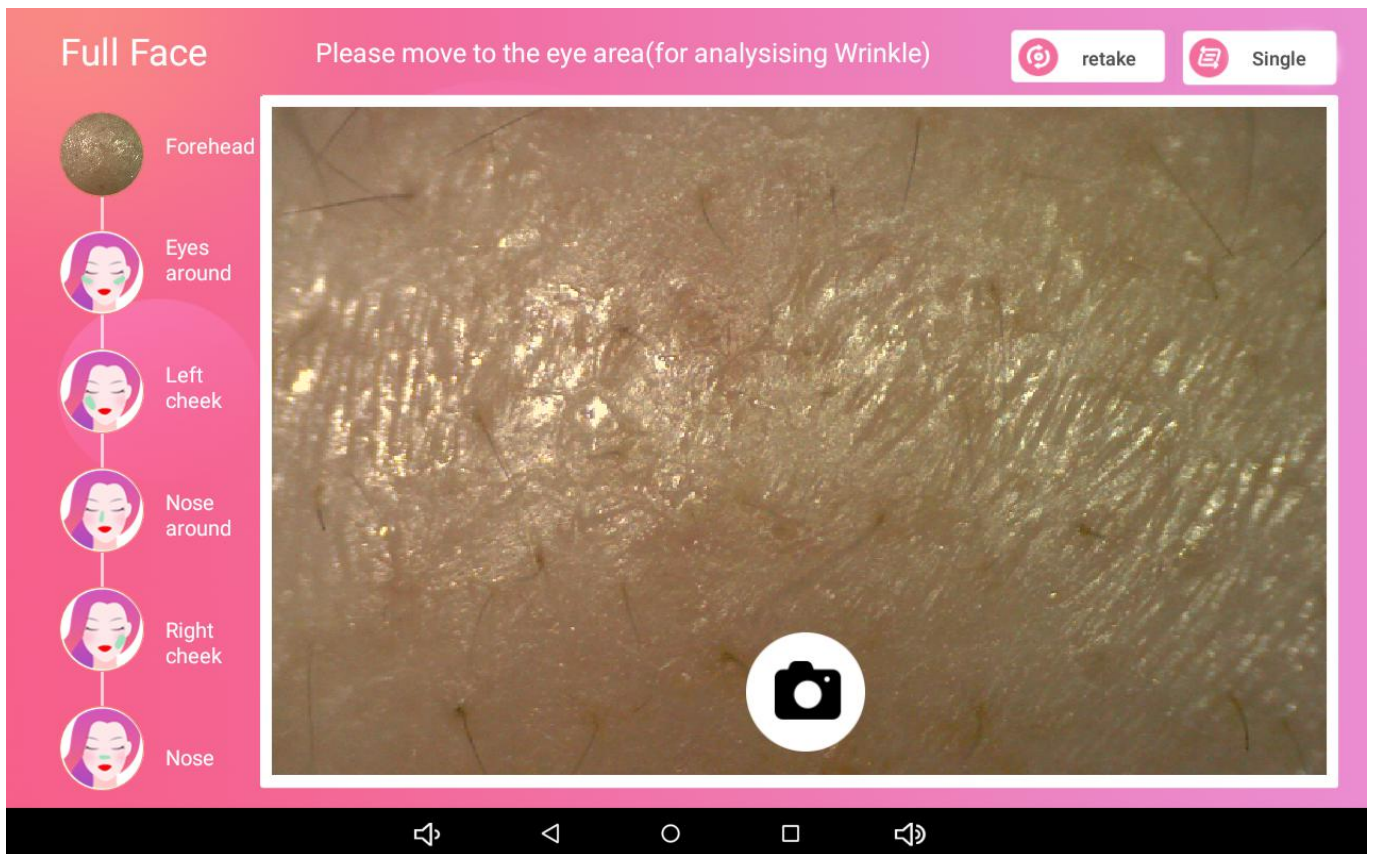 Full Face
Please move to the eye area(for analysising Wrinkle)
retake
Single
Forehead
Eyes
around
Left
cheek
Nose
around
Right
cheek
Nose